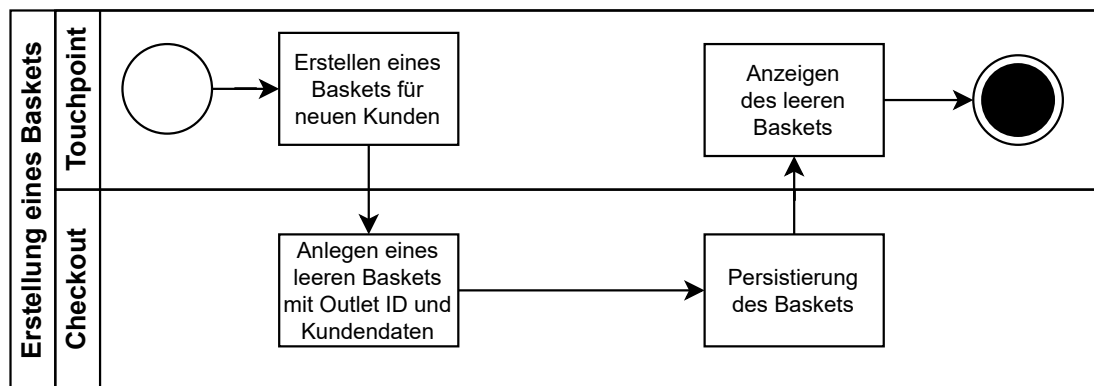 Erstellung eines Baskets
Touchpoint
Erstellen eines
Baskets für
neuen Kunden
Anzeigen
des leeren
Baskets
Checkout
Anlegen eines
leeren Baskets
mit Outlet ID und
Kundendaten
Persistierung
des Baskets